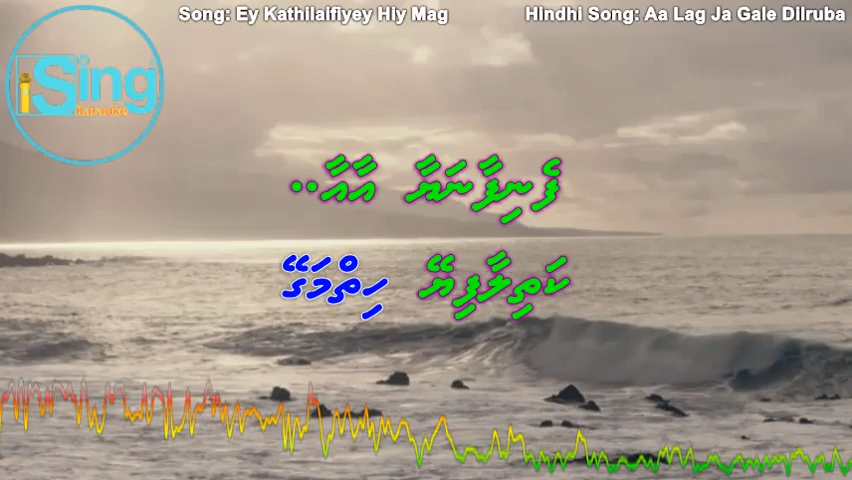 Song: Ey Kathilaifiyey Hiy Mag
Hindhi Song: Aa Lag Ja Gale Dilruba
iSing
Karaoke
ފެނިފާނަޔާ އާއާ..
ކަތިލާފިޔޭ ހިތްމަގޭ